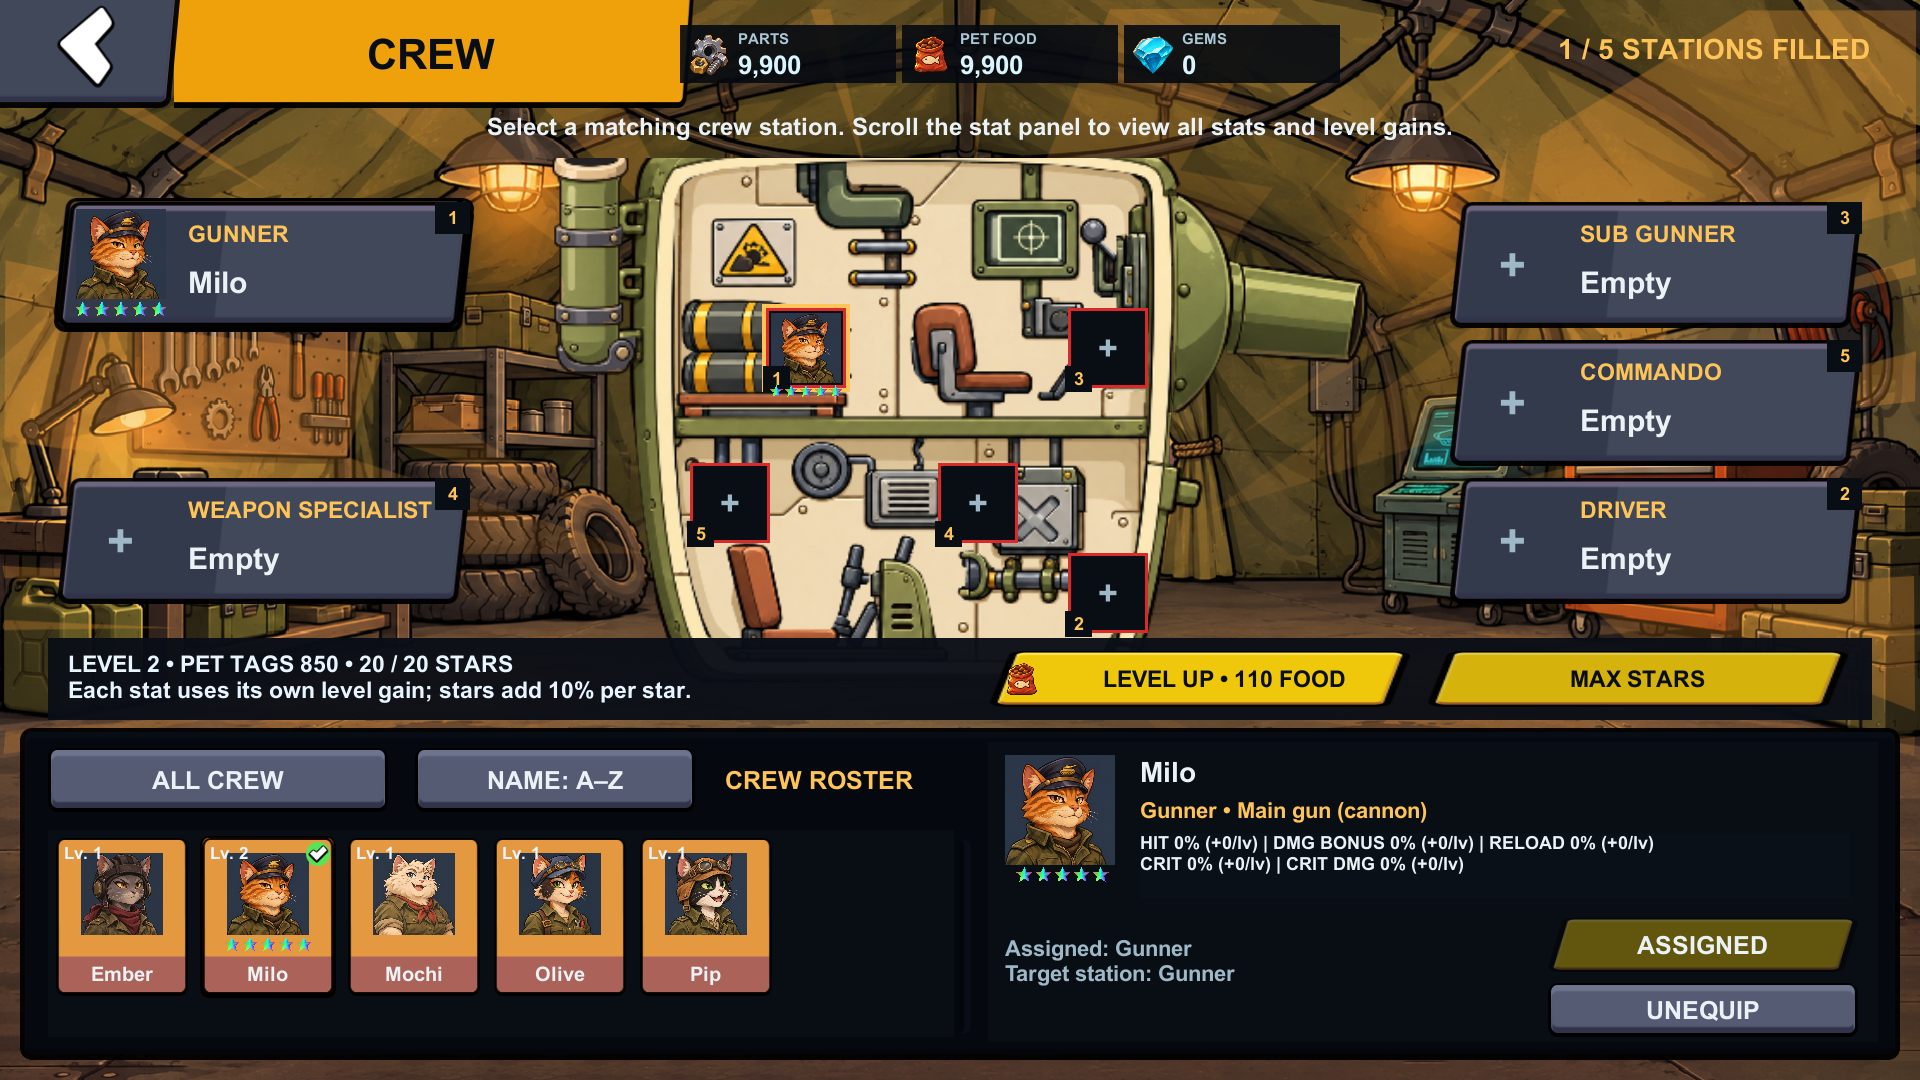 CREW
PARTS
9,900
PET FOOD
9,900
GEMS
0
1 / 5 STATIONS FILLED
Select a matching crew station. Scroll the stat panel to view all stats and level gains.
1
GUNNER
Milo
4
WEAPON SPECIALIST
+
Empty
3
SUB GUNNER
+
Empty
5
COMMANDO
+
Empty
2
DRIVER
+
Empty
1
+
3
+
5
+
4
+
2
LEVEL 2 • PET TAGS 850 • 20 / 20 STARS
Each stat uses its own level gain; stars add 10% per star.
LEVEL UP • 110 FOOD
MAX STARS
ALL CREW
NAME: A–Z
CREW ROSTER
Lv. 1
Ember
Lv. 2
Milo
Lv. 1
Mochi
Lv. 1
Olive
Lv. 1
Pip
Milo
Gunner • Main gun (cannon)
HIT 0% (+0/lv) | DMG BONUS 0% (+0/lv) | RELOAD 0% (+0/lv)
CRIT 0% (+0/lv) | CRIT DMG 0% (+0/lv)
Assigned: Gunner
Target station: Gunner
ASSIGNED
UNEQUIP